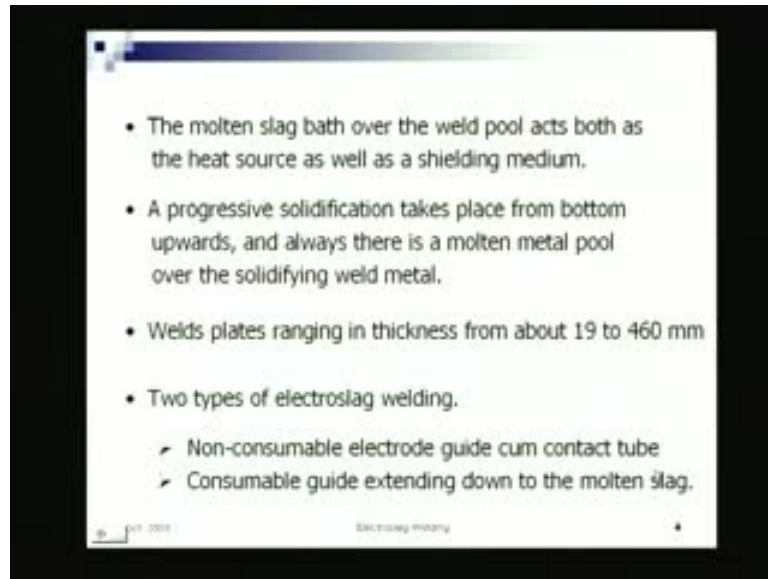 • The molten slag bath over the weld pool acts both as
the heat source as well as a shielding medium.
• A progressive solidification takes place from bottom
upwards, and always there is a molten metal pool
over the solidifying weld metal.
• Welds plates ranging in thickness from about 19 to 460 mm
• Two types of electroslag welding.
➢ Non-consumable electrode guide cum contact tube
➢ Consumable guide extending down to the molten slag.
Electroslag Welding 4